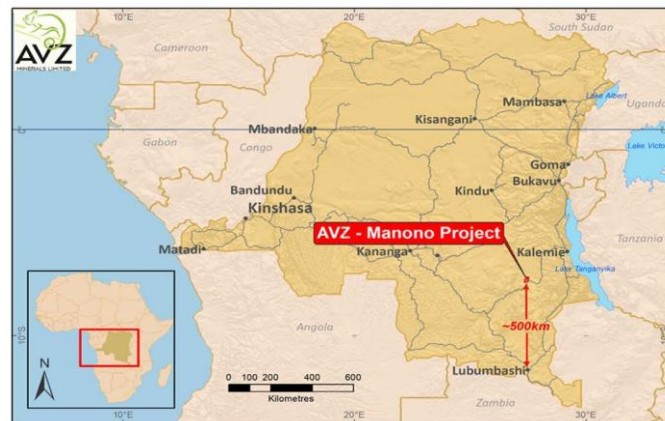 10°E
20°E
30°E
AVZ
MINERALS LIMITED
Cameroon
South Sudan
Lake Albert
Mambasa
Uganda
Kisangani
0°
Mbandaka
Gabon
Congo
Lake Vict
Goma
Bukavu
Bandundu
Kindu
Kinshasa
AVZ - Manono Project
Tanzania
Matadi
Kananga
Kalemie
Lake Tanganyika
~500km
10°S
Angola
Lubumbashi
N
0 100 200 400 600
Kilometres
Zambia
10°E
20°E
30°E